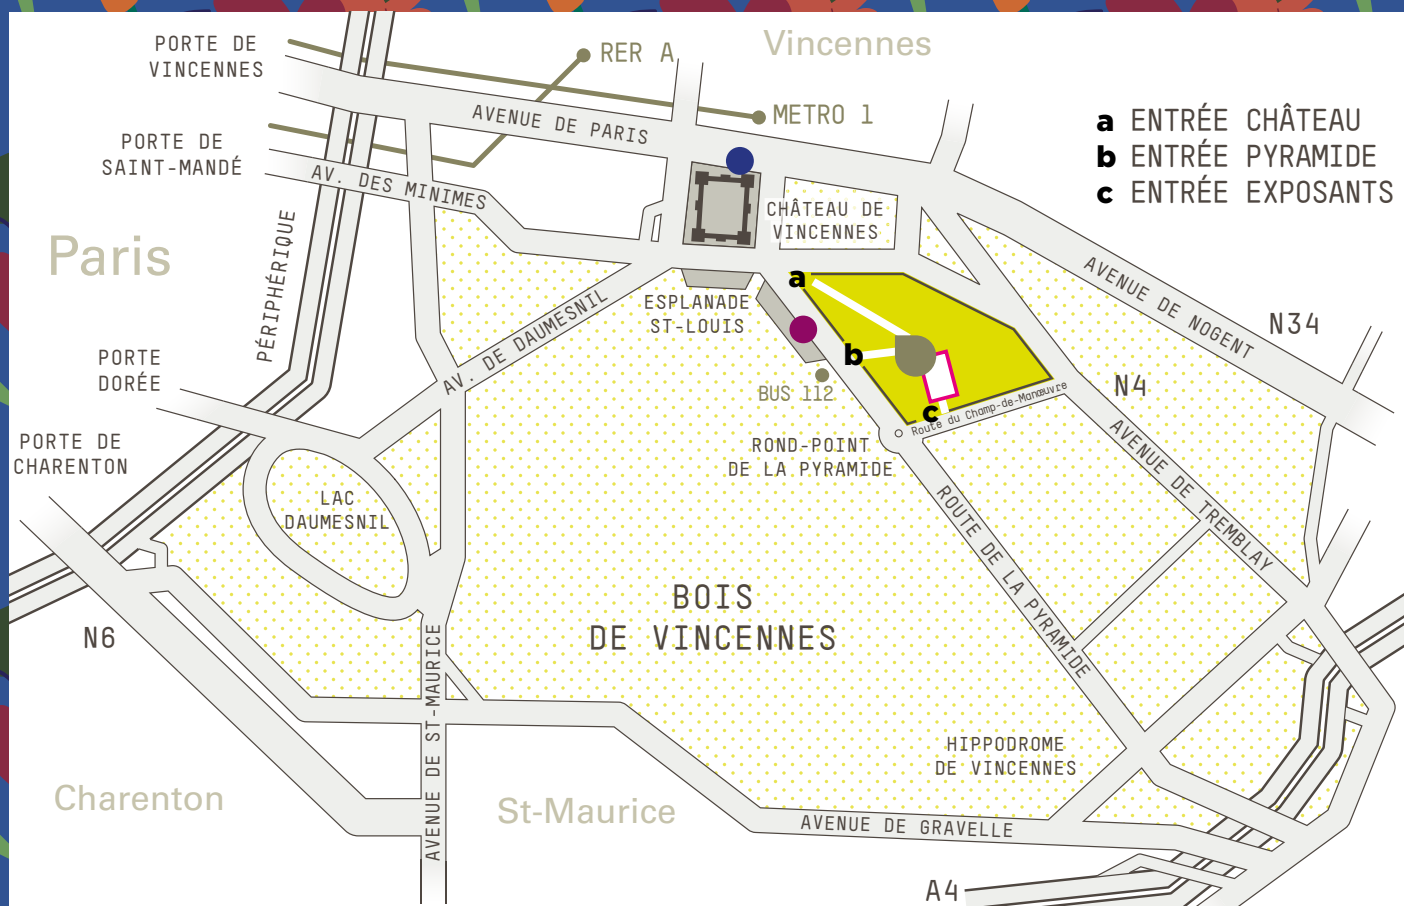 PORTE DE
VINCENNES
RER A
Vincennes
METRO 1
AVENUE DE PARIS
a ENTRÉE CHÂTEAU
b ENTRÉE PYRAMIDE
c ENTRÉE EXPOSANTS
PORTE DE
SAINT-MANDÉ
AV. DES MINIMES
CHÂTEAU DE
VINCENNES
Paris
PÉRIPHÉRIQUE
a
ESPLANADE
ST-LOUIS
AVENUE DE NOGENT
N34
AV. DE DAUMESNIL
b
BUS 112
PORTE
DORÉE
c
Route du Champ-de-Manœuvre
N4
PORTE DE
CHARENTON
ROND-POINT
DE LA PYRAMIDE
LAC
DAUMESNIL
AVENUE DE TREMBLAY
ROUTE DE LA PYRAMIDE
BOIS
DE VINCENNES
N6
AVENUE DE ST-MAURICE
HIPPODROME
DE VINCENNES
Charenton
St-Maurice
AVENUE DE GRAVELLE
A4